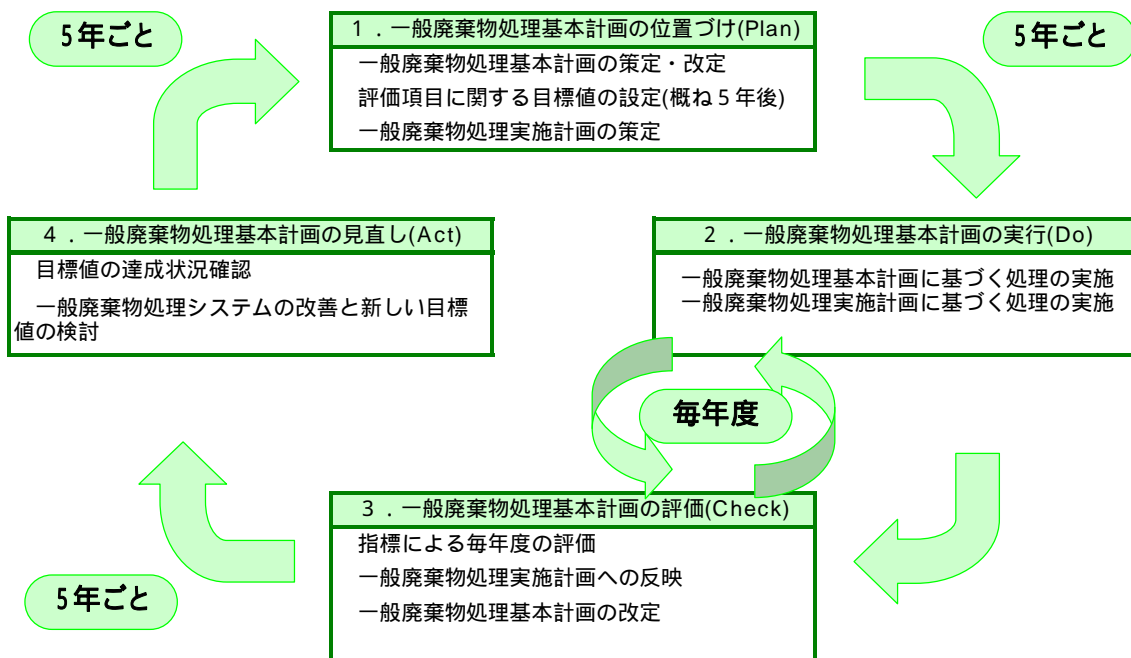 5年ごと
1.一般廃棄物処理基本計画の位置づけ(Plan)
一般廃棄物処理基本計画の策定・改定
評価項目に関する目標値の設定(概ね5年後)
一般廃棄物処理実施計画の策定
5年ごと
4.一般廃棄物処理基本計画の見直し(Act)
目標値の達成状況確認
一般廃棄物処理システムの改善と新しい目標
値の検討
2.一般廃棄物処理基本計画の実行(Do)
一般廃棄物処理基本計画に基づく処理の実施
一般廃棄物処理実施計画に基づく処理の実施
毎年度
3.一般廃棄物処理基本計画の評価(Check)
指標による毎年度の評価
一般廃棄物処理実施計画への反映
一般廃棄物処理基本計画の改定
5年ごと